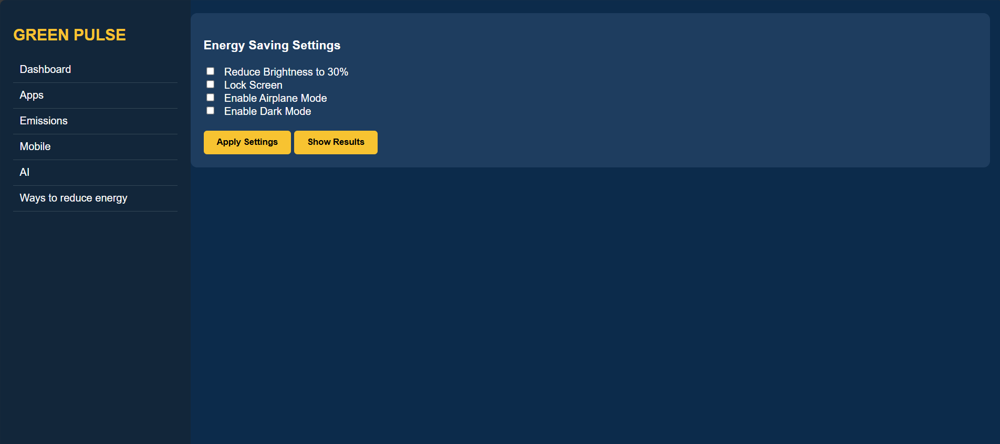 GREEN PULSE
Dashboard
Apps
Emissions
Mobile
AI
Ways to reduce energy
Energy Saving Settings
Reduce Brightness to 30%
Lock Screen
Enable Airplane Mode
Enable Dark Mode
Apply Settings
Show Results